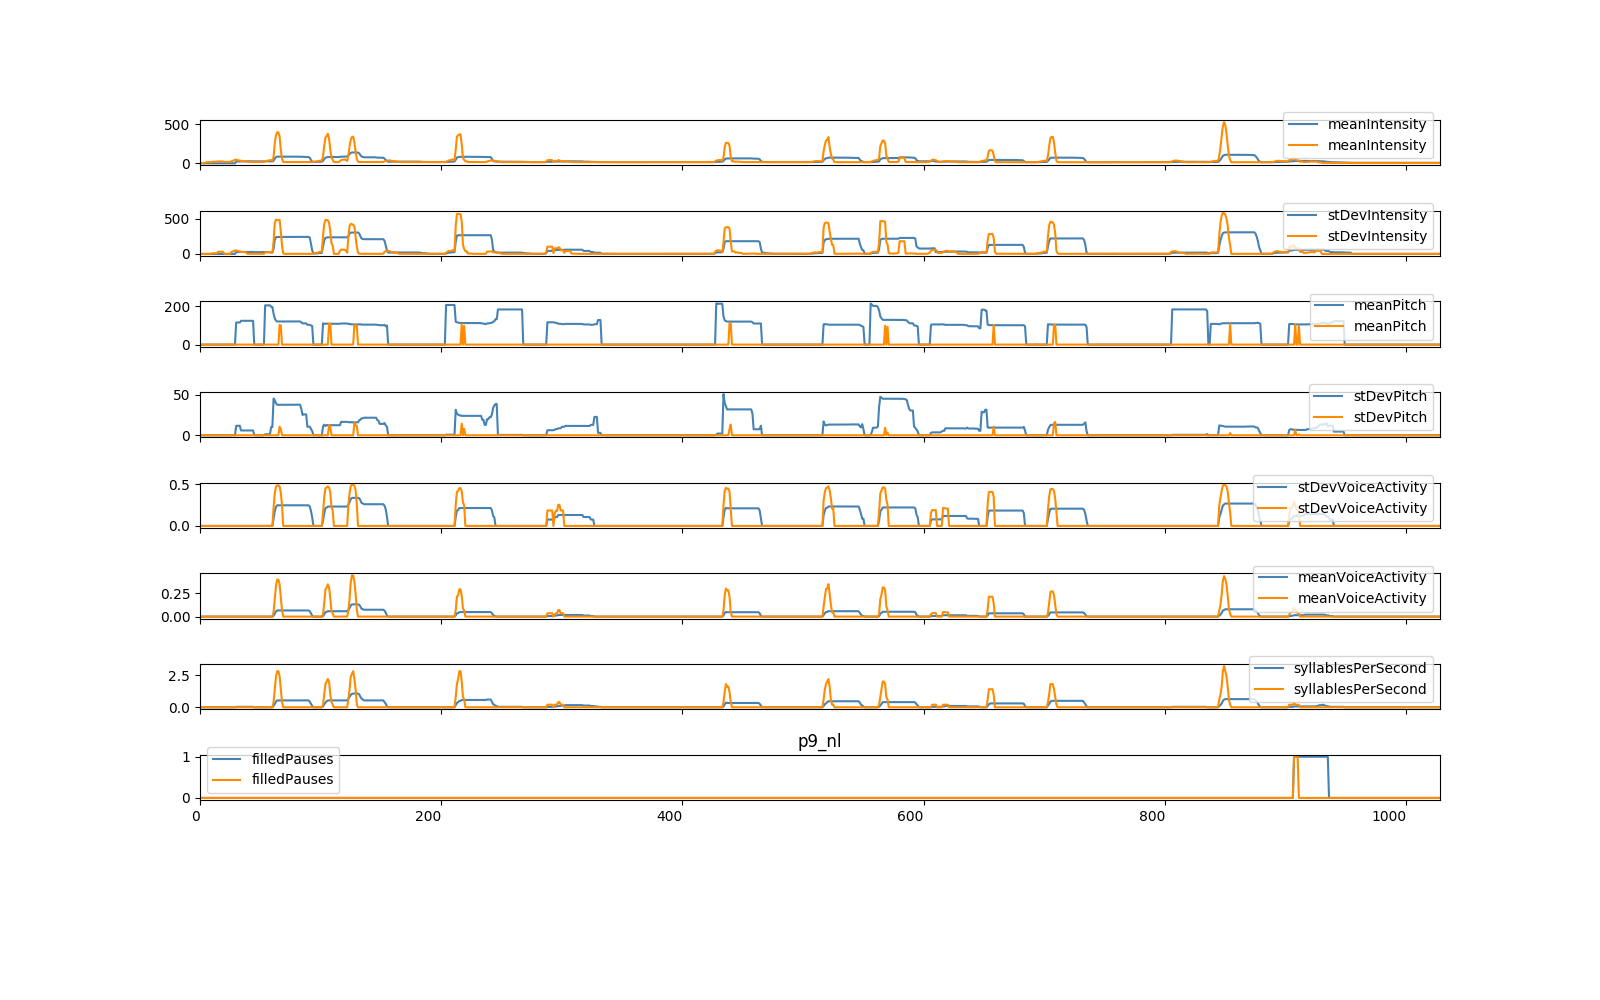 500
0
meanIntensity
meanIntensity
500
0
stDevIntensity
stDevIntensity
200
0
meanPitch
meanPitch
50
0
stDevPitch
stDevPitch
0.5
0.0
stDevVoiceActivity
stDevVoiceActivity
0.25
0.00
meanVoiceActivity
meanVoiceActivity
2.5
0.0
syllablesPerSecond
syllablesPerSecond
p9_nl
1
0
filledPauses
filledPauses
0 200 400 600 800 1000